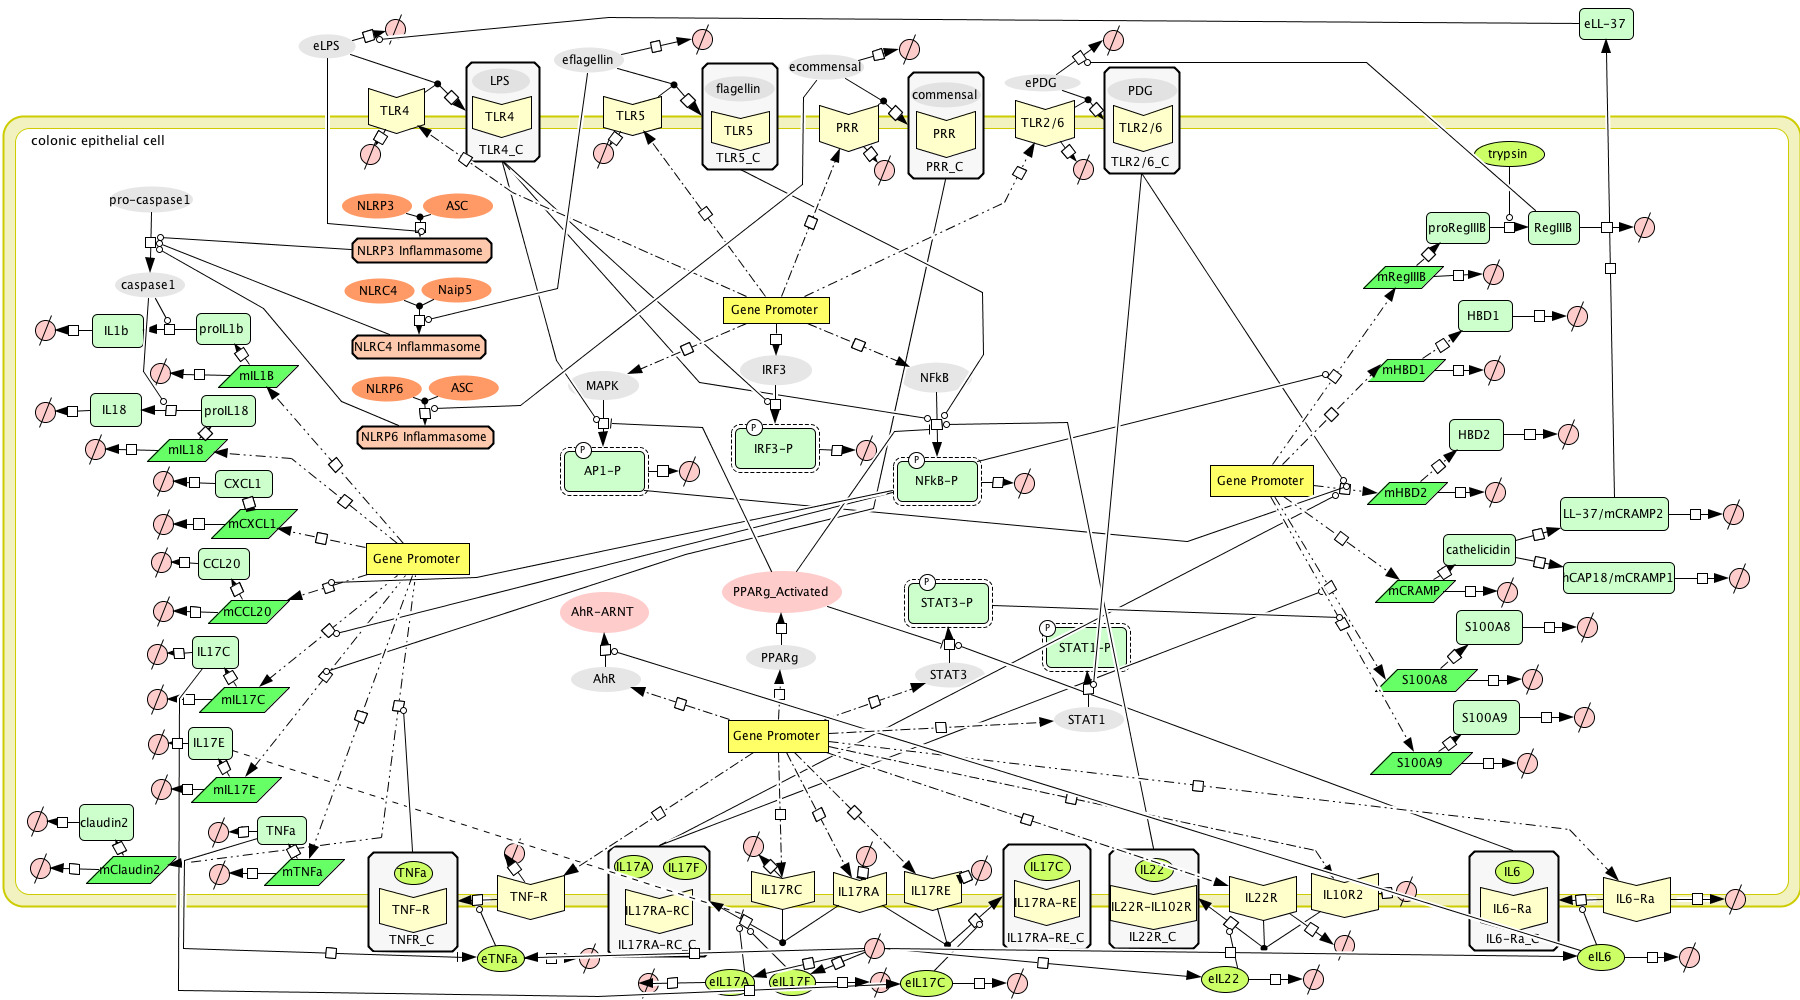 eLL-37
eLPS
eflagellin
ecommensal
ePDG
LPS
TLR4
TLR4
TLR4_C
flagellin
TLR5
TLR5
TLR5_C
commensal
PRR
PRR
PRR_C
PDG
TLR2/6
TLR2/6
TLR2/6_C
colonic epithelial cell
trypsin
pro-caspase1
NLRP3
ASC
NLRP3 Inflammasome
proRegIIIB
RegIIIB
mRegIIIB
caspase1
NLRC4
Naip5
NLRC4 Inflammasome
Gene Promoter
HBD1
mHBD1
IL1b
proIL1b
mIL1B
NLRP6
ASC
NLRP6 Inflammasome
MAPK
IRF3
NFkB
IL18
proIL18
mIL18
P
AP1-P
P
IRF3-P
P
NFkB-P
HBD2
mHBD2
Gene Promoter
CXCL1
mCXCL1
LL-37/mCRAMP2
cathelicidin
hCAP18/mCRAMP1
mCRAMP
CCL20
mCCL20
Gene Promoter
AhR-ARNT
PPARg_Activated
P
STAT3-P
P
STAT1-P
S100A8
S100A8
IL17C
mIL17C
AhR
PPARg
STAT3
STAT1
S100A9
S100A9
IL17E
mIL17E
Gene Promoter
claudin2
mClaudin2
TNFa
mTNFa
TNFa
TNF-R
TNFR_C
TNF-R
IL17A
IL17F
IL17RA-RC
IL17RA-RC_C
IL17RC
IL17RA
IL17RE
IL17C
IL17RA-RE
IL17RA-RE_C
IL22
IL22R-IL102R
IL22R_C
IL22R
IL10R2
IL6
IL6-Ra
IL6-Ra_C
IL6-Ra
eTNFa
eIL17A
eIL17F
eIL17C
eIL22
eIL6